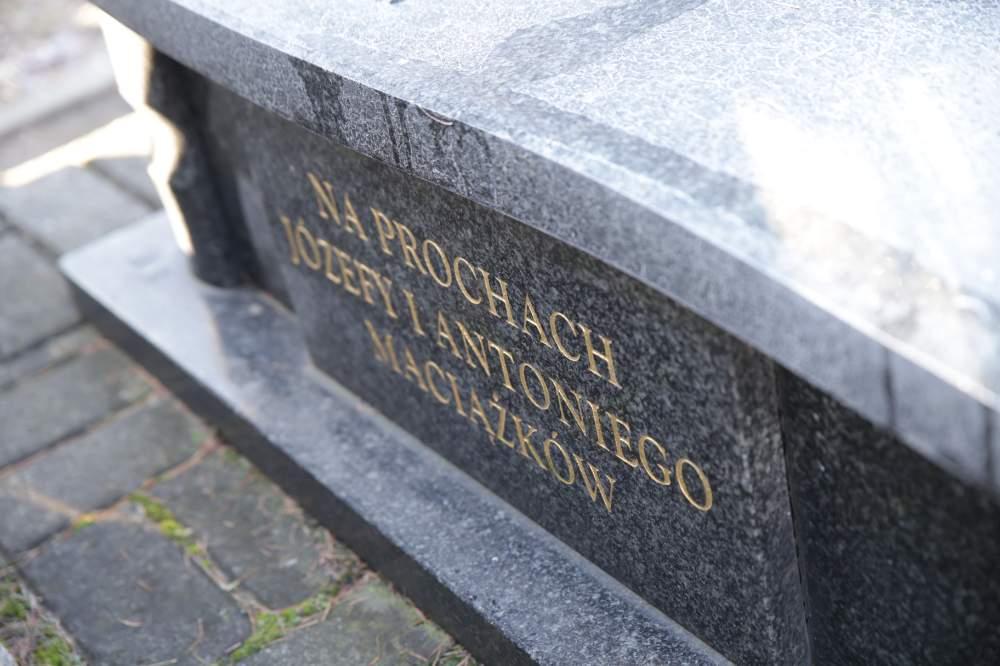 NA PROCHACH
JÓZEFY I ANTONIEGO
MACIĄŻKÓW